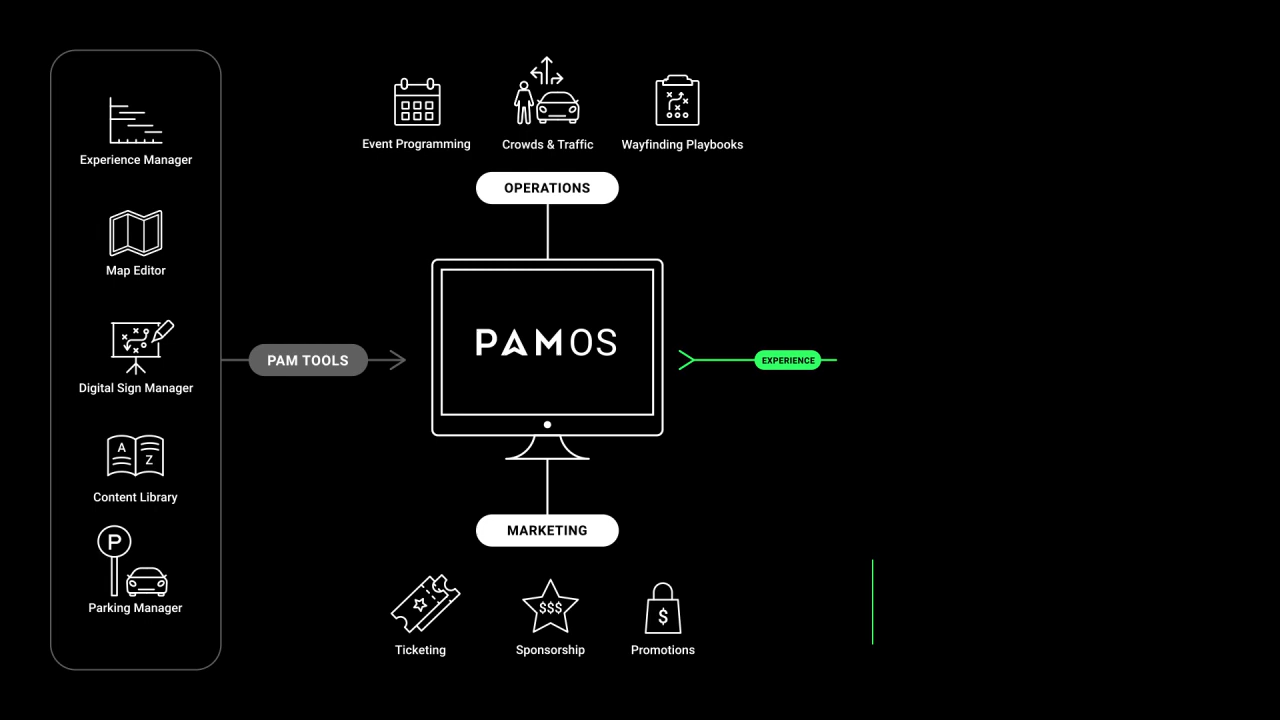 Experience Manager
Map Editor
Digital Sign Manager
A
Z
Content Library
P
Parking Manager
PAM TOOLS
Event Programming
Crowds & Traffic
Wayfinding Playbooks
OPERATIONS
PAMOS
MARKETING
$$$
$
Ticketing
Sponsorship
Promotions
EXPERIENCE